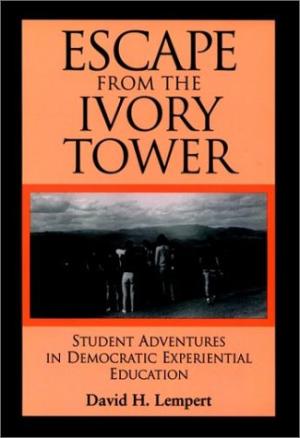 ESCAPE
FROM THE
IVORY
TOWER
STUDENT ADVENTURES
IN DEMOCRATIC EXPERIENTIAL
EDUCATION
David H. Lempert